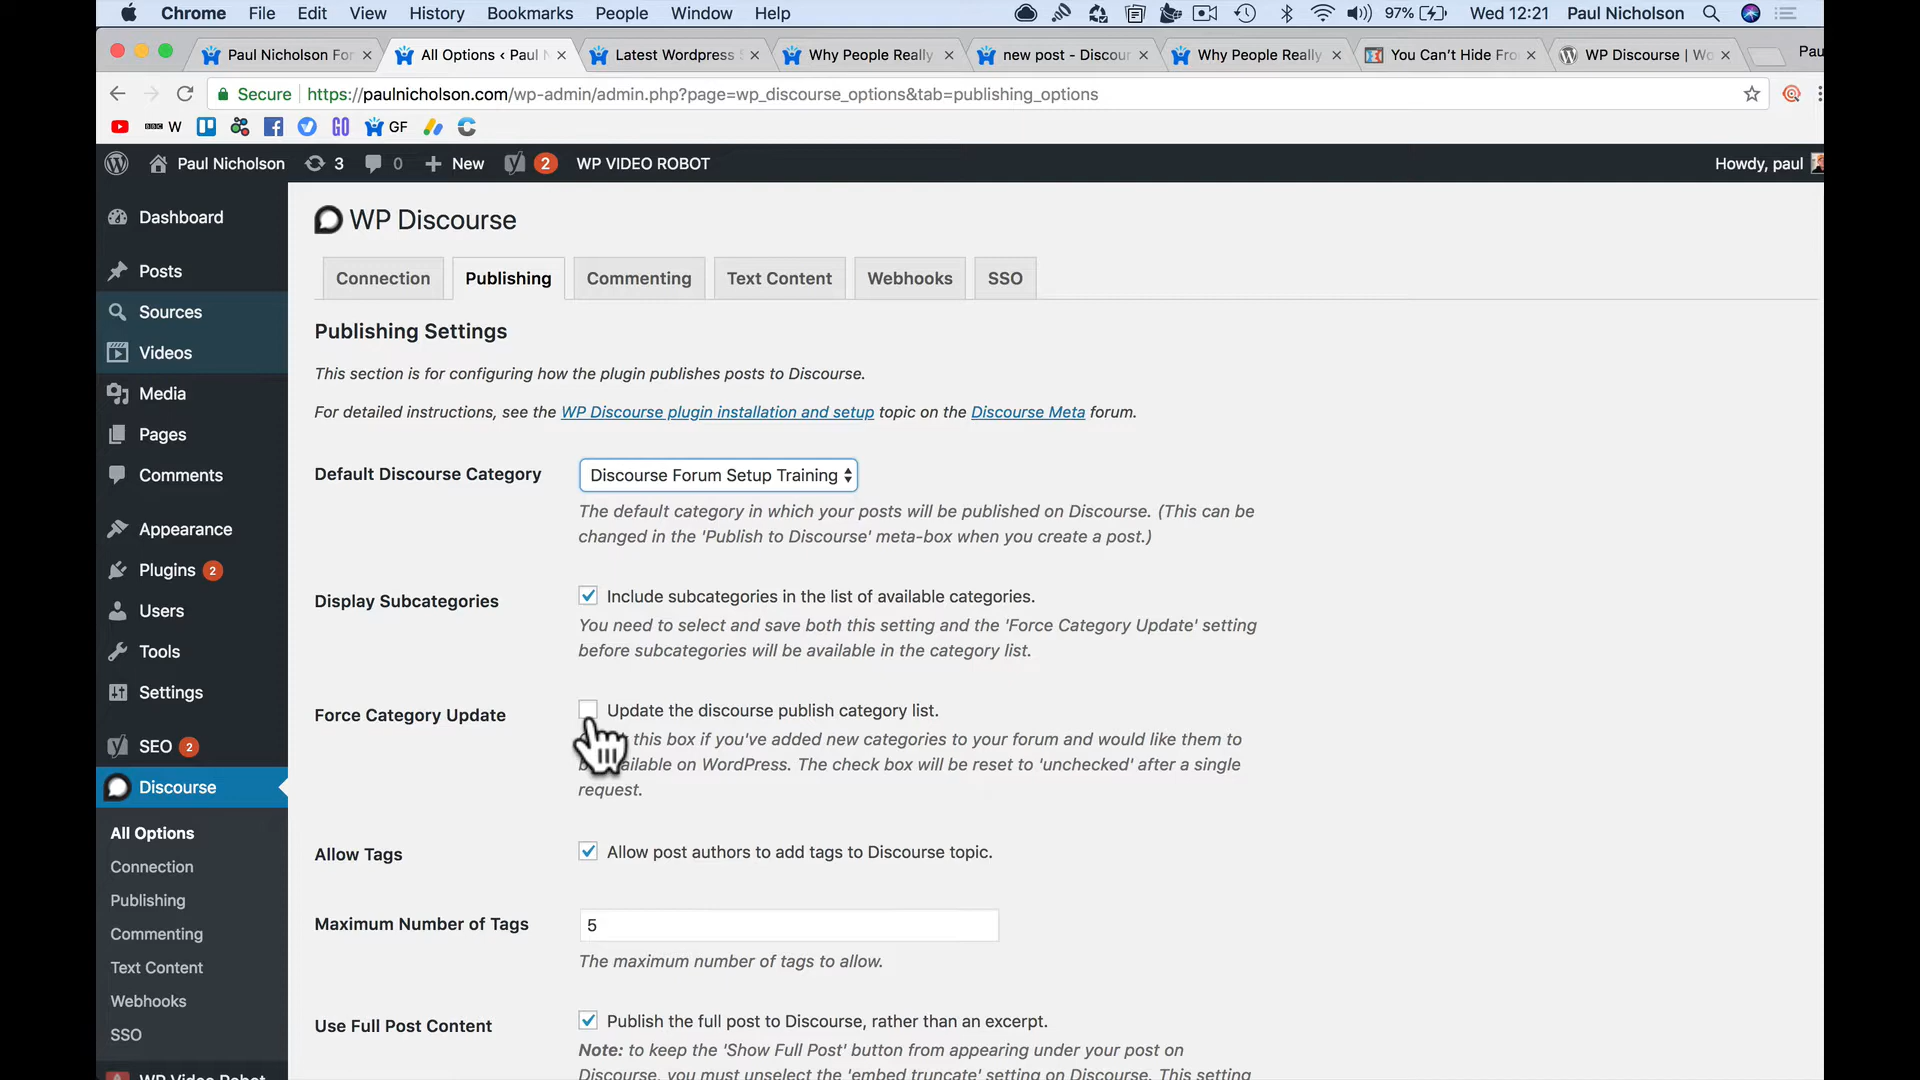 Chrome File Edit View History Bookmarks People Window Help 97% Wed 12:21 Paul Nicholson
Paul Nicholson For All Options ‹ Paul N Latest Wordpress S Why People Really new post - Discour Why People Really You Can't Hide Fro WP Discourse | Wo Pau
Secure https://paulnicholson.com/wp-admin/admin.php?page=wp_discourse_options&tab=publishing_options
BBC W GO GF
Paul Nicholson 3 0 New 2 WP VIDEO ROBOT Howdy, paul
Dashboard
Posts
Sources
Videos
Media
Pages
Comments
Appearance
Plugins 2
Users
Tools
Settings
SEO 2
Discourse
All Options
Connection
Publishing
Commenting
Text Content
Webhooks
SSO
WP Video Robot
WP Discourse
Connection Publishing Commenting Text Content Webhooks SSO
Publishing Settings
This section is for configuring how the plugin publishes posts to Discourse.
For detailed instructions, see the WP Discourse plugin installation and setup topic on the Discourse Meta forum.
Default Discourse Category Discourse Forum Setup Training
The default category in which your posts will be published on Discourse. (This can be
changed in the 'Publish to Discourse' meta-box when you create a post.)
Display Subcategories Include subcategories in the list of available categories.
You need to select and save both this setting and the 'Force Category Update' setting
before subcategories will be available in the category list.
Force Category Update Update the discourse publish category list.
this box if you've added new categories to your forum and would like them to
available on WordPress. The check box will be reset to 'unchecked' after a single
request.
Allow Tags Allow post authors to add tags to Discourse topic.
Maximum Number of Tags 5
The maximum number of tags to allow.
Use Full Post Content Publish the full post to Discourse, rather than an excerpt.
Note: to keep the 'Show Full Post' button from appearing under your post on
Discourse, you must unselect the 'embed truncate' setting on Discourse. This setting